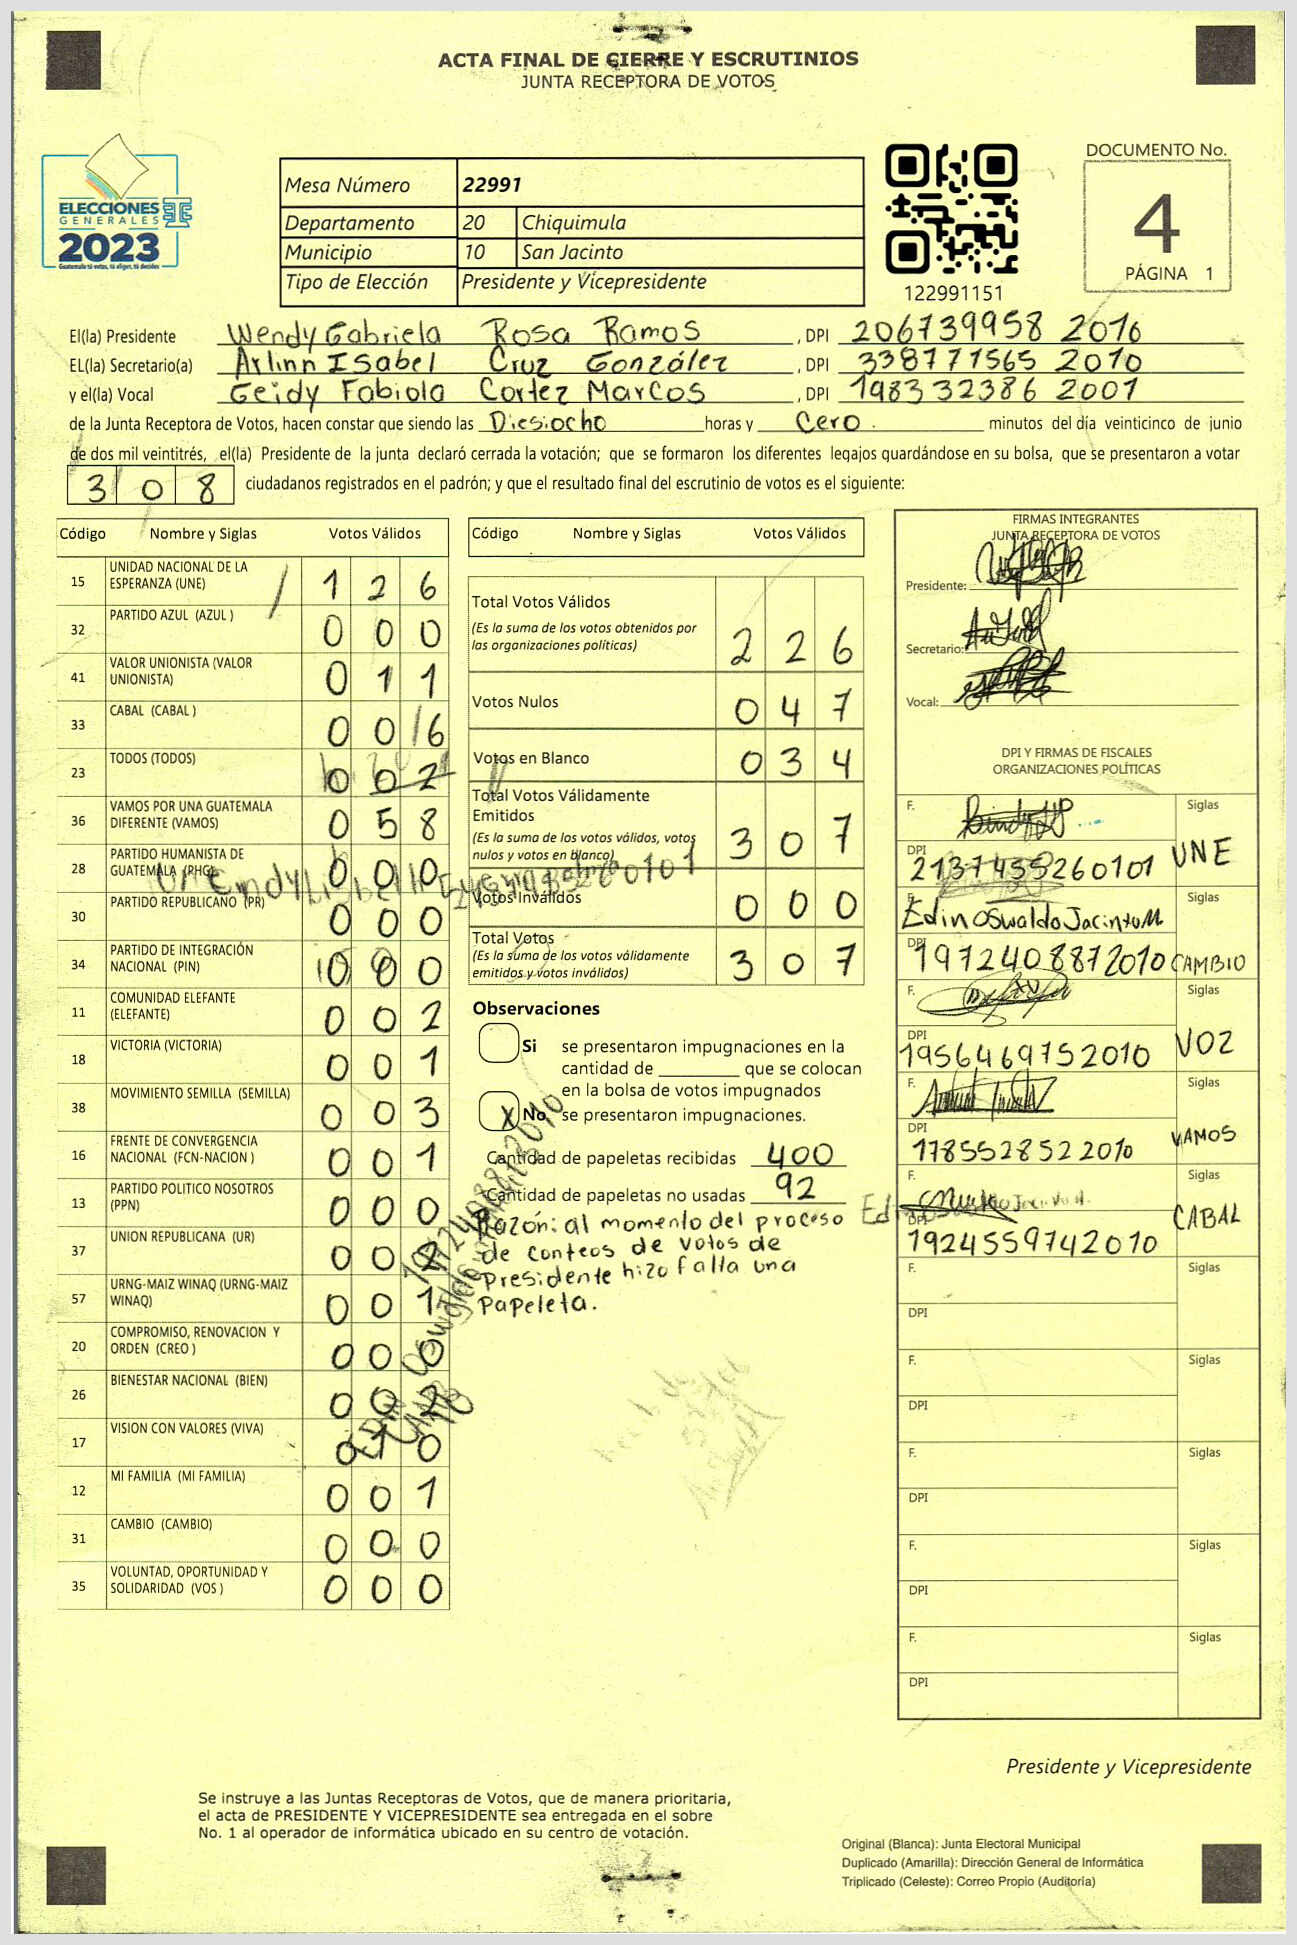 ACTA FINAL DE CIERRE Y ESCRUTINIOS
JUNTA RECEPTORA DE VOTOS
ELECCIONES
GENERALES
2023
Guatemala tú votas, tú eliges, tú decides
Mesa Número 22991
Departamento 20 Chiquimula
Municipio 10 San Jacinto
Tipo de Elección Presidente y Vicepresidente
122991151
DOCUMENTO No.
4
PÁGINA 1
El(la) Presidente Wendy Gabriela Rosa Ramos , DPI 206739958 2010
EL(la) Secretario(a) Arlinn Isabel Cruz González , DPI 338771565 2010
y el(la) Vocal Geidy Fabiola Cortez Marcos , DPI 198332386 2001
de la Junta Receptora de Votos, hacen constar que siendo las Diesiocho horas y Cero minutos del día veinticinco de junio
de dos mil veintitrés, el(la) Presidente de la junta declaró cerrada la votación; que se formaron los diferentes legajos guardándose en su bolsa, que se presentaron a votar
308 ciudadanos registrados en el padrón; y que el resultado final del escrutinio de votos es el siguiente:
Código Nombre y Siglas Votos Válidos
15 UNIDAD NACIONAL DE LA ESPERANZA (UNE) 1 2 6
32 PARTIDO AZUL (AZUL ) 0 0 0
41 VALOR UNIONISTA (VALOR UNIONISTA) 0 1 1
33 CABAL (CABAL ) 0 0 16
23 TODOS (TODOS) 0 0 2
36 VAMOS POR UNA GUATEMALA DIFERENTE (VAMOS) 0 5 8
28 PARTIDO HUMANISTA DE GUATEMALA (PHG) 0 0 0
30 PARTIDO REPUBLICANO (PR) 0 0 0
34 PARTIDO DE INTEGRACIÓN NACIONAL (PIN) 0 0 0
11 COMUNIDAD ELEFANTE (ELEFANTE) 0 0 2
18 VICTORIA (VICTORIA) 0 0 1
38 MOVIMIENTO SEMILLA (SEMILLA) 0 0 3
16 FRENTE DE CONVERGENCIA NACIONAL (FCN-NACION ) 0 0 1
13 PARTIDO POLITICO NOSOTROS (PPN) 0 0 0
37 UNION REPUBLICANA (UR) 0 0
57 URNG-MAIZ WINAQ (URNG-MAIZ WINAQ) 0 0 1
20 COMPROMISO, RENOVACION Y ORDEN (CREO ) 0 0 0
26 BIENESTAR NACIONAL (BIEN) 0 0 2
17 VISION CON VALORES (VIVA) 0 1 0
12 MI FAMILIA (MI FAMILIA) 0 0 1
31 CAMBIO (CAMBIO) 0 0 0
35 VOLUNTAD, OPORTUNIDAD Y SOLIDARIDAD (VOS ) 0 0 0
Código Nombre y Siglas Votos Válidos
Total Votos Válidos 2 2 6
(Es la suma de los votos obtenidos por
las organizaciones políticas)
Votos Nulos 0 4 7
Votos en Blanco 0 3 4
Total Votos Válidamente
Emitidos 3 0 7
(Es la suma de los votos válidos, votos
nulos y votos en blanco)
Votos Inválidos 0 0 0
Total Votos 3 0 7
(Es la suma de los votos válidamente
emitidos y votos inválidos)
Observaciones
Si se presentaron impugnaciones en la
cantidad de ________ que se colocan
en la bolsa de votos impugnados
X No se presentaron impugnaciones.
Cantidad de papeletas recibidas 400
Cantidad de papeletas no usadas 92
Razón: al momento del proceso
de conteos de votos de
Presidente hizo falta una
Papeleta.
FIRMAS INTEGRANTES
JUNTA RECEPTORA DE VOTOS
Presidente:
Secretario:
Vocal:
DPI Y FIRMAS DE FISCALES
ORGANIZACIONES POLÍTICAS
F. Siglas
DPI 2137455260101 UNE
F. Edin Oswaldo Jacinto M Siglas
DPI 1972408872010 CAMBIO
F. Siglas
DPI 1956469752010 VOZ
F. Siglas
DPI 1785528522010 VAMOS
F. Siglas
DPI 1924559742010 CABAL
F. Siglas
DPI
F. Siglas
DPI
F. Siglas
DPI
F. Siglas
DPI
F. Siglas
DPI
Presidente y Vicepresidente
Se instruye a las Juntas Receptoras de Votos, que de manera prioritaria,
el acta de PRESIDENTE Y VICEPRESIDENTE sea entregada en el sobre
No. 1 al operador de informática ubicado en su centro de votación.
Original (Blanca): Junta Electoral Municipal
Duplicado (Amarilla): Dirección General de Informática
Triplicado (Celeste): Correo Propio (Auditoría)